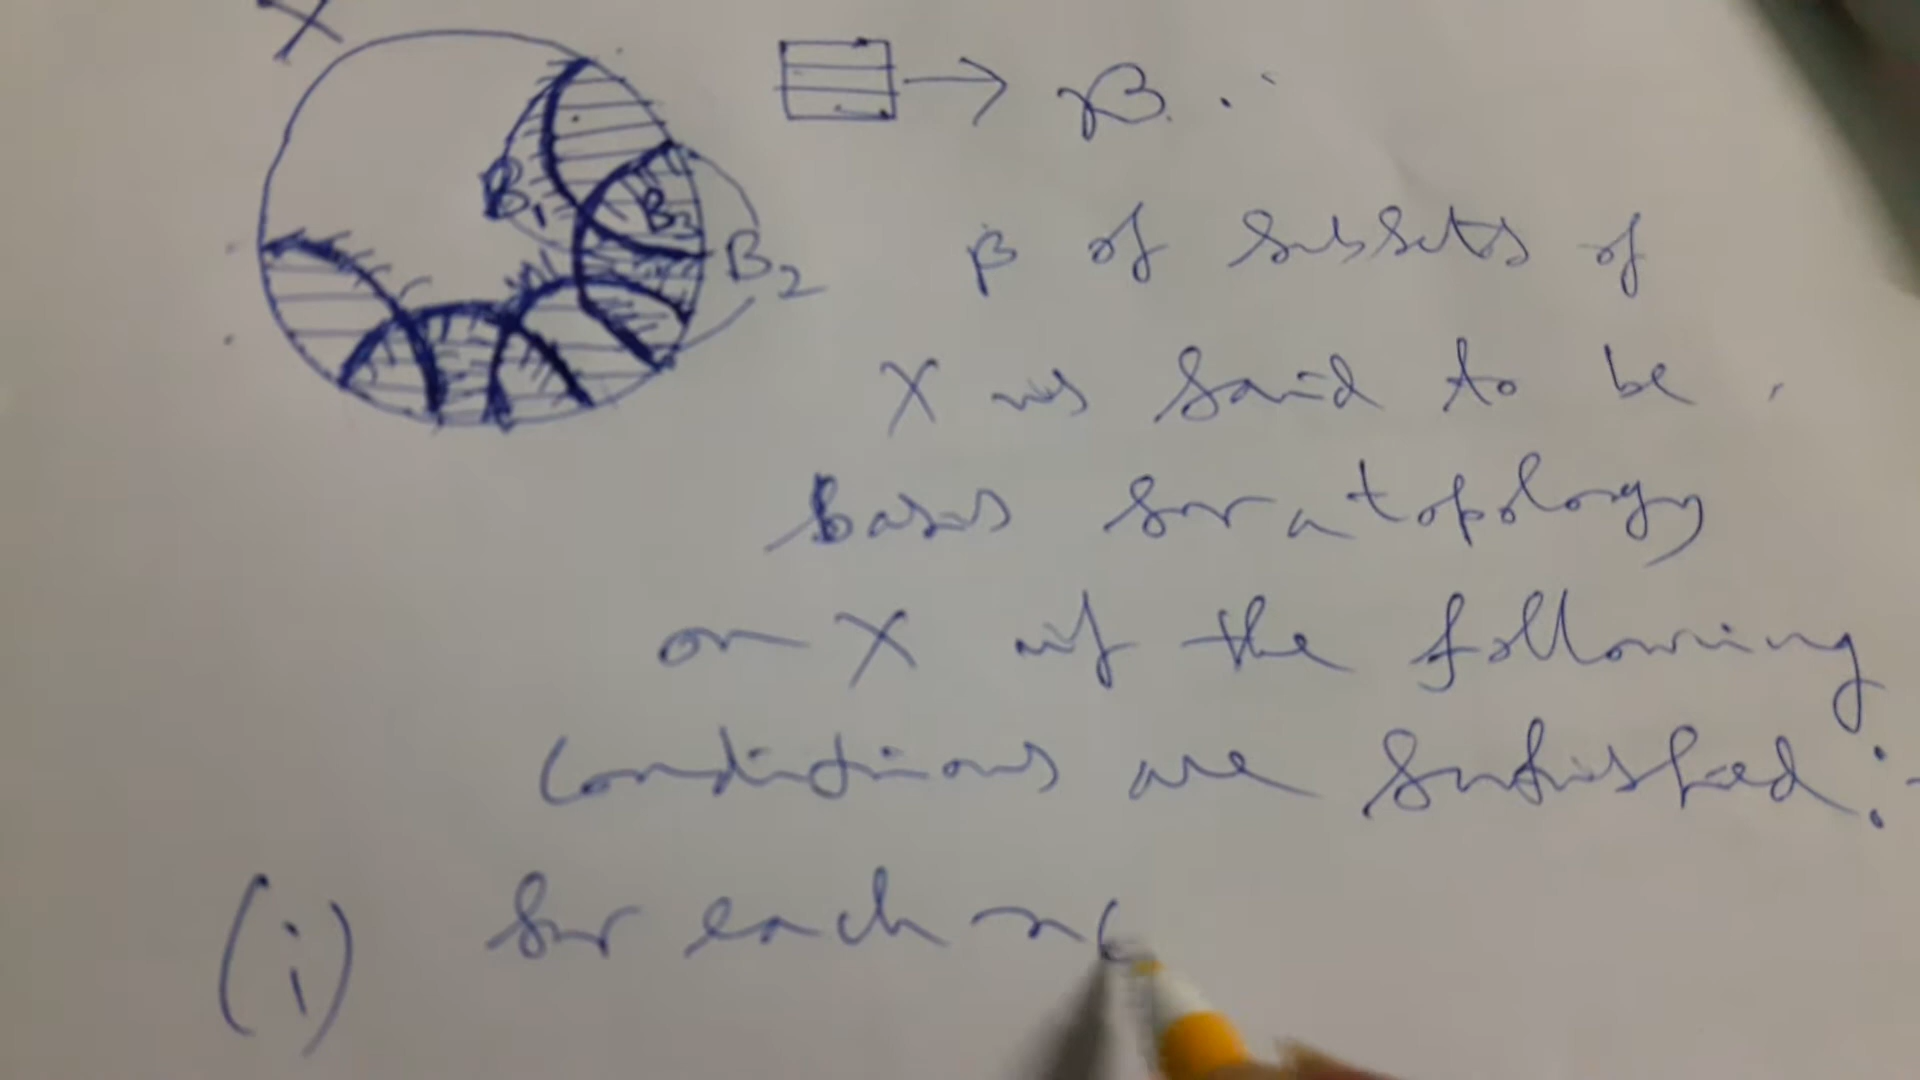 X
→ β.
B₁
B₃
B₂
β of subsets of
X is said to be
basis for a topology
on X if the following
conditions are satisfied:-
(i) for each x ∈